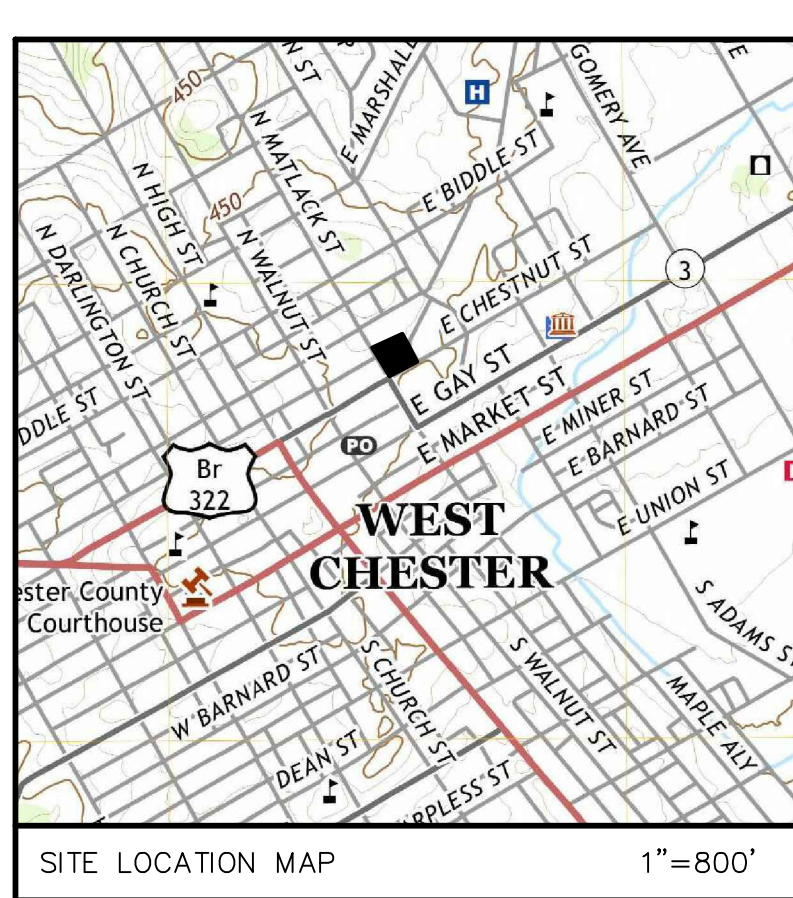 N ST
E MARSHALL
H
GOMERY AVE
E
450
N MATLACK ST
E BIDDLE ST
N HIGH ST
450
N DARLINGTON ST
N CHURCH ST
N WALNUT ST
E CHESTNUT ST
3
E GAY ST
E MARKET ST
E MINER ST
E BARNARD ST
DDLE ST
PO
Br
322
E UNION ST
WEST
CHESTER
ester County
Courthouse
S ADAMS ST
W BARNARD ST
S CHURCH ST
S WALNUT ST
MAPLE ALY
DEAN ST
RPLESS ST
SITE LOCATION MAP 1”=800’